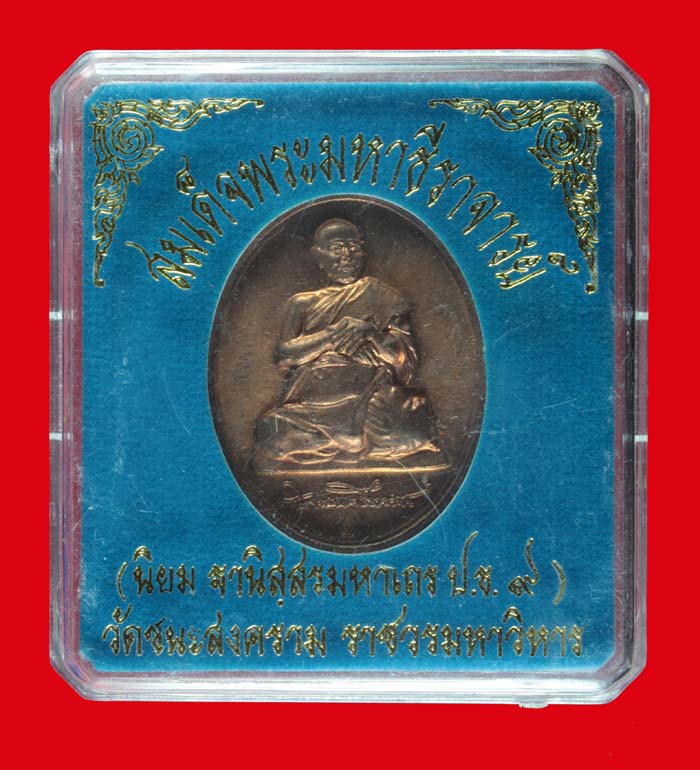 สมเด็จพระมหาธีราจารย์
(นิยม ฐานิสฺสรมหาเถร ป.ธ. ๙ )
วัดชนะสงคราม ราชวรมหาวิหาร